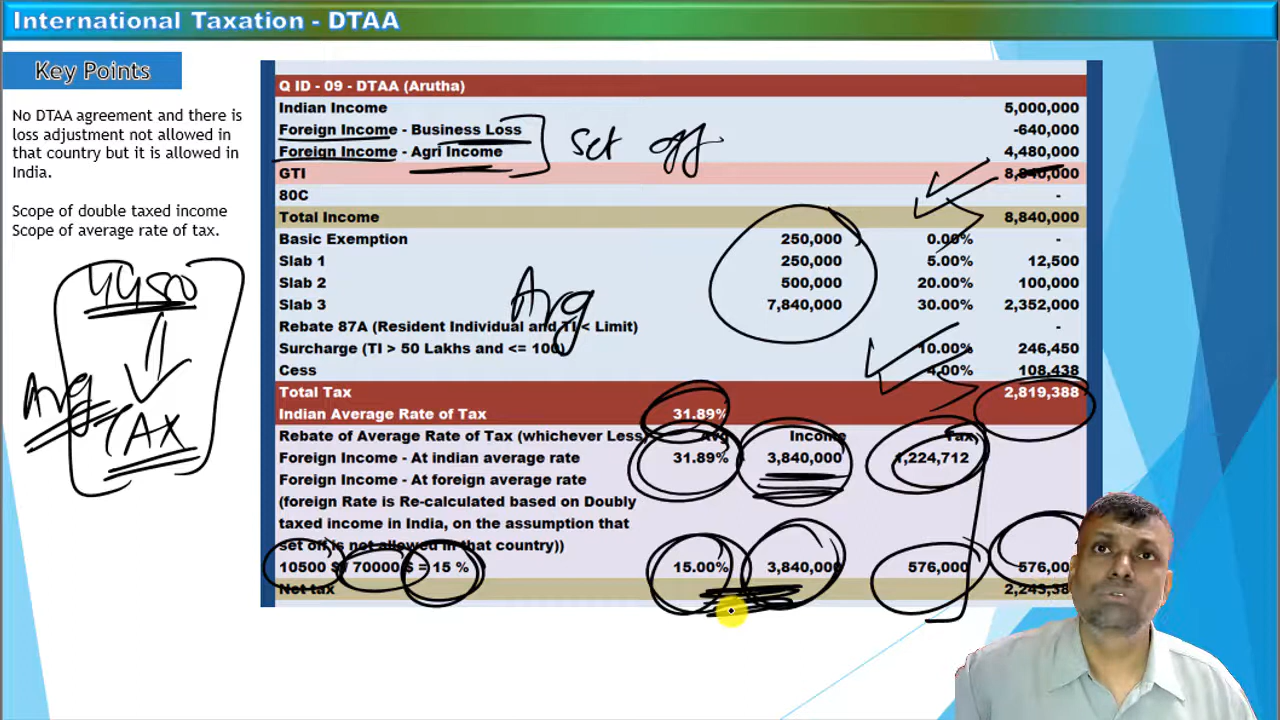 International Taxation - DTAA
Key Points
No DTAA agreement and there is
loss adjustment not allowed in
that country but it is allowed in
India.
Scope of double taxed income
Scope of average rate of tax.
4480
Avg
TAX
Q ID - 09 - DTAA (Arutha)
Indian Income 5,000,000
Foreign Income - Business Loss -640,000
Foreign Income - Agri Income 4,480,000
Set off
GTI 8,840,000
80C -
Total Income 8,840,000
Basic Exemption 250,000 0.00% -
Slab 1 250,000 5.00% 12,500
Slab 2 500,000 20.00% 100,000
Slab 3 7,840,000 30.00% 2,352,000
Avg
Rebate 87A (Resident Individual and TI < Limit) -
Surcharge (TI > 50 Lakhs and <= 100) 10.00% 246,450
Cess 4.00% 108,438
Total Tax 2,819,388
Indian Average Rate of Tax 31.89%
Rebate of Average Rate of Tax (whichever Less) Avg Income Tax
Foreign Income - At indian average rate 31.89% 3,840,000 1,224,712
Foreign Income - At foreign average rate
(foreign Rate is Re-calculated based on Doubly
taxed income in India, on the assumption that
set off is not allowed in that country))
10500 $ / 70000 $ = 15 % 15.00% 3,840,000 576,000
Net tax